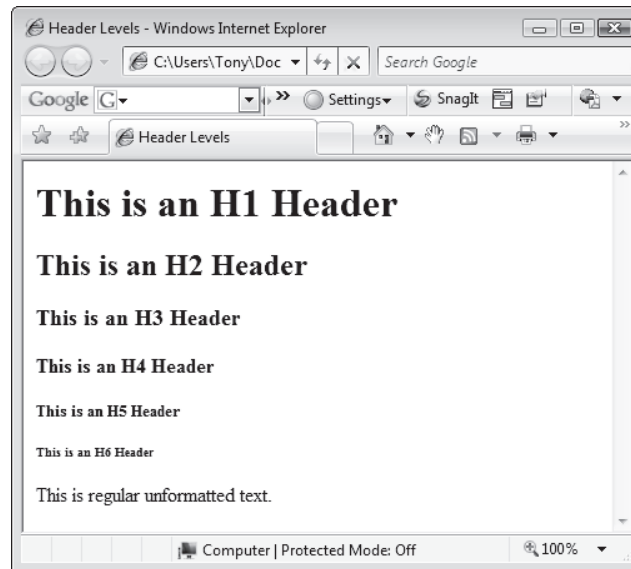 Header Levels - Windows Internet Explorer
C:\Users\Tony\Doc
Search Google
Google G
» Settings SnagIt
Header Levels
»
This is an H1 Header
This is an H2 Header
This is an H3 Header
This is an H4 Header
This is an H5 Header
This is an H6 Header
This is regular unformatted text.
Computer | Protected Mode: Off 100%